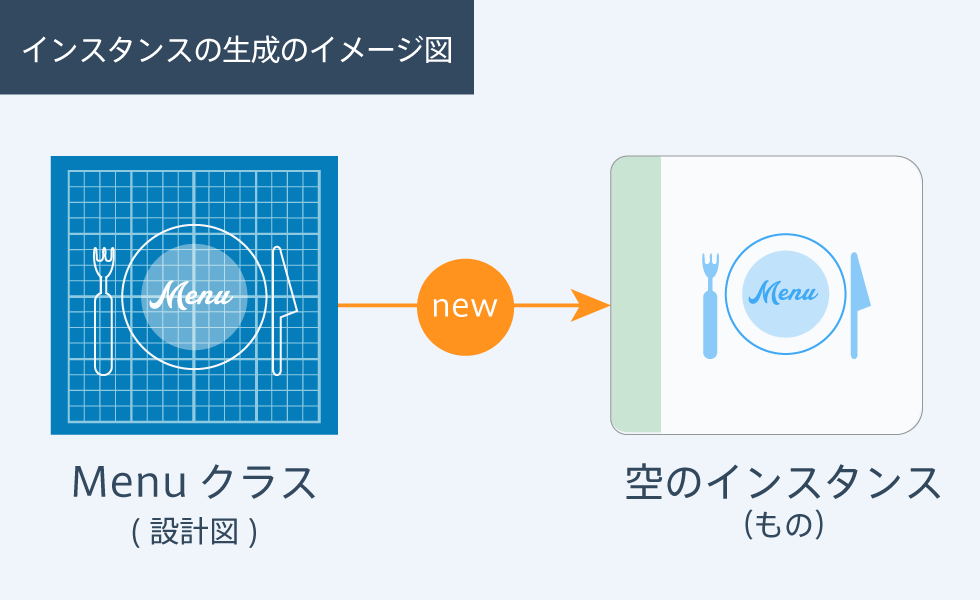 インスタンスの生成のイメージ図
Menu
new
Menu
Menu クラス
( 設計図 )
空のインスタンス
(もの)